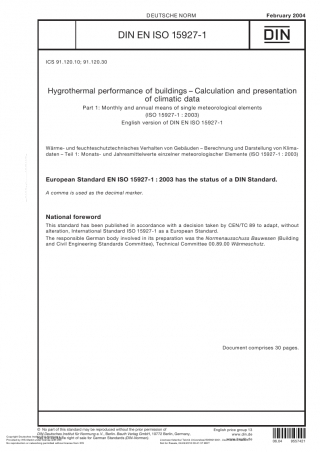 DEUTSCHE NORM
February 2004
DIN EN ISO 15927-1
DIN
ICS 91.120.10; 91.120.30
Hygrothermal performance of buildings – Calculation and presentation
of climatic data
Part 1: Monthly and annual means of single meteorological elements
(ISO 15927-1 : 2003)
English version of DIN EN ISO 15927-1
Wärme- und feuchteschutztechnisches Verhalten von Gebäuden – Berechnung und Darstellung von Klima-
daten – Teil 1: Monats- und Jahresmittelwerte einzelner meteorologischer Elemente (ISO 15927-1 : 2003)
European Standard EN ISO 15927-1 : 2003 has the status of a DIN Standard.
A comma is used as the decimal marker.
National foreword
This standard has been published in accordance with a decision taken by CEN/TC 89 to adapt, without
alteration, International Standard ISO 15927-1 as a European Standard.
The responsible German body involved in its preparation was the Normenausschuss Bauwesen (Building
and Civil Engineering Standards Committee), Technical Committee 00.89.00 Wärmeschutz.
Document comprises 30 pages.
© No part of this standard may be reproduced without the prior permission of
DIN Deutsches Institut für Normung e.V., Berlin. Beuth Verlag GmbH, 10772 Berlin, Germany,
right of sale for German Standards (DIN-Normen).
English price group 13
www.din.de
www.beuth.de